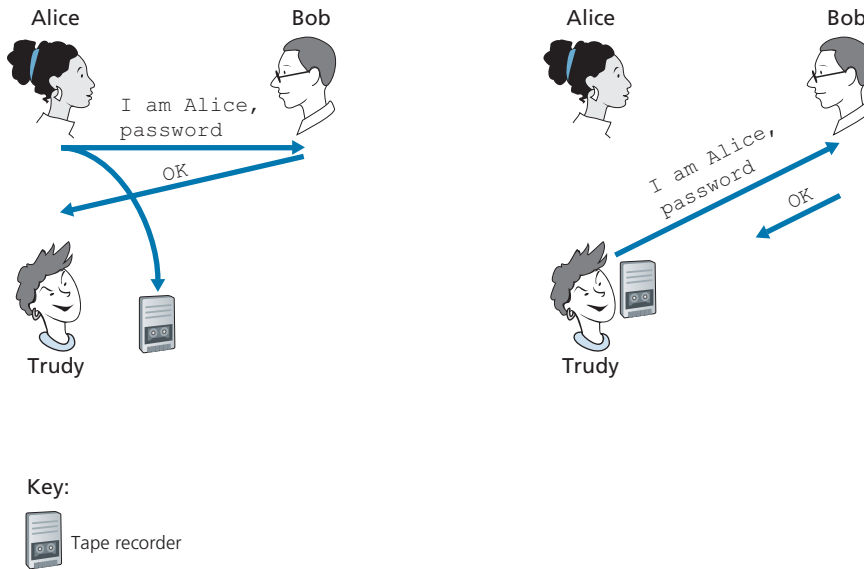 Alice
Bob
I am Alice,
password
OK
Trudy
Alice
Bob
I am Alice,
password
OK
Trudy
Key:
Tape recorder